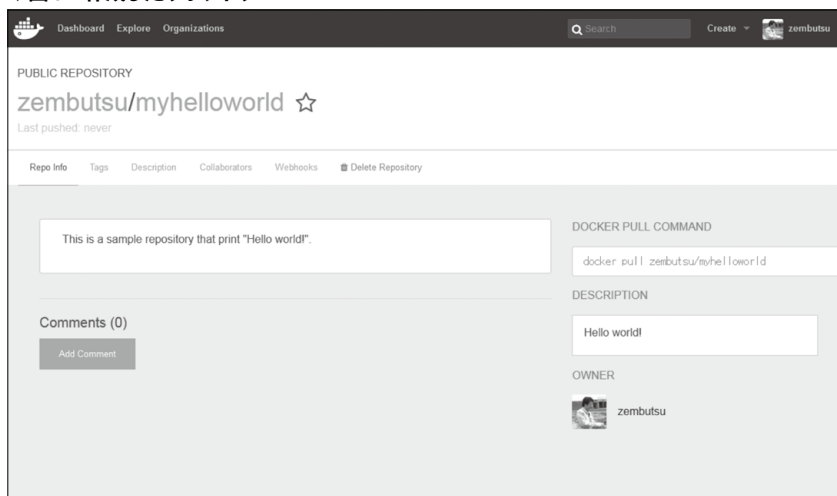 Dashboard Explore Organizations
Search
Create
zembutsu
PUBLIC REPOSITORY
zembutsu/myhelloworld
Last pushed: never
Repo Info Tags Description Collaborators Webhooks Delete Repository
This is a sample repository that print "Hello world!".
Comments (0)
Add Comment
DOCKER PULL COMMAND
docker pull zembutsu/myhelloworld
DESCRIPTION
Hello world!
OWNER
zembutsu